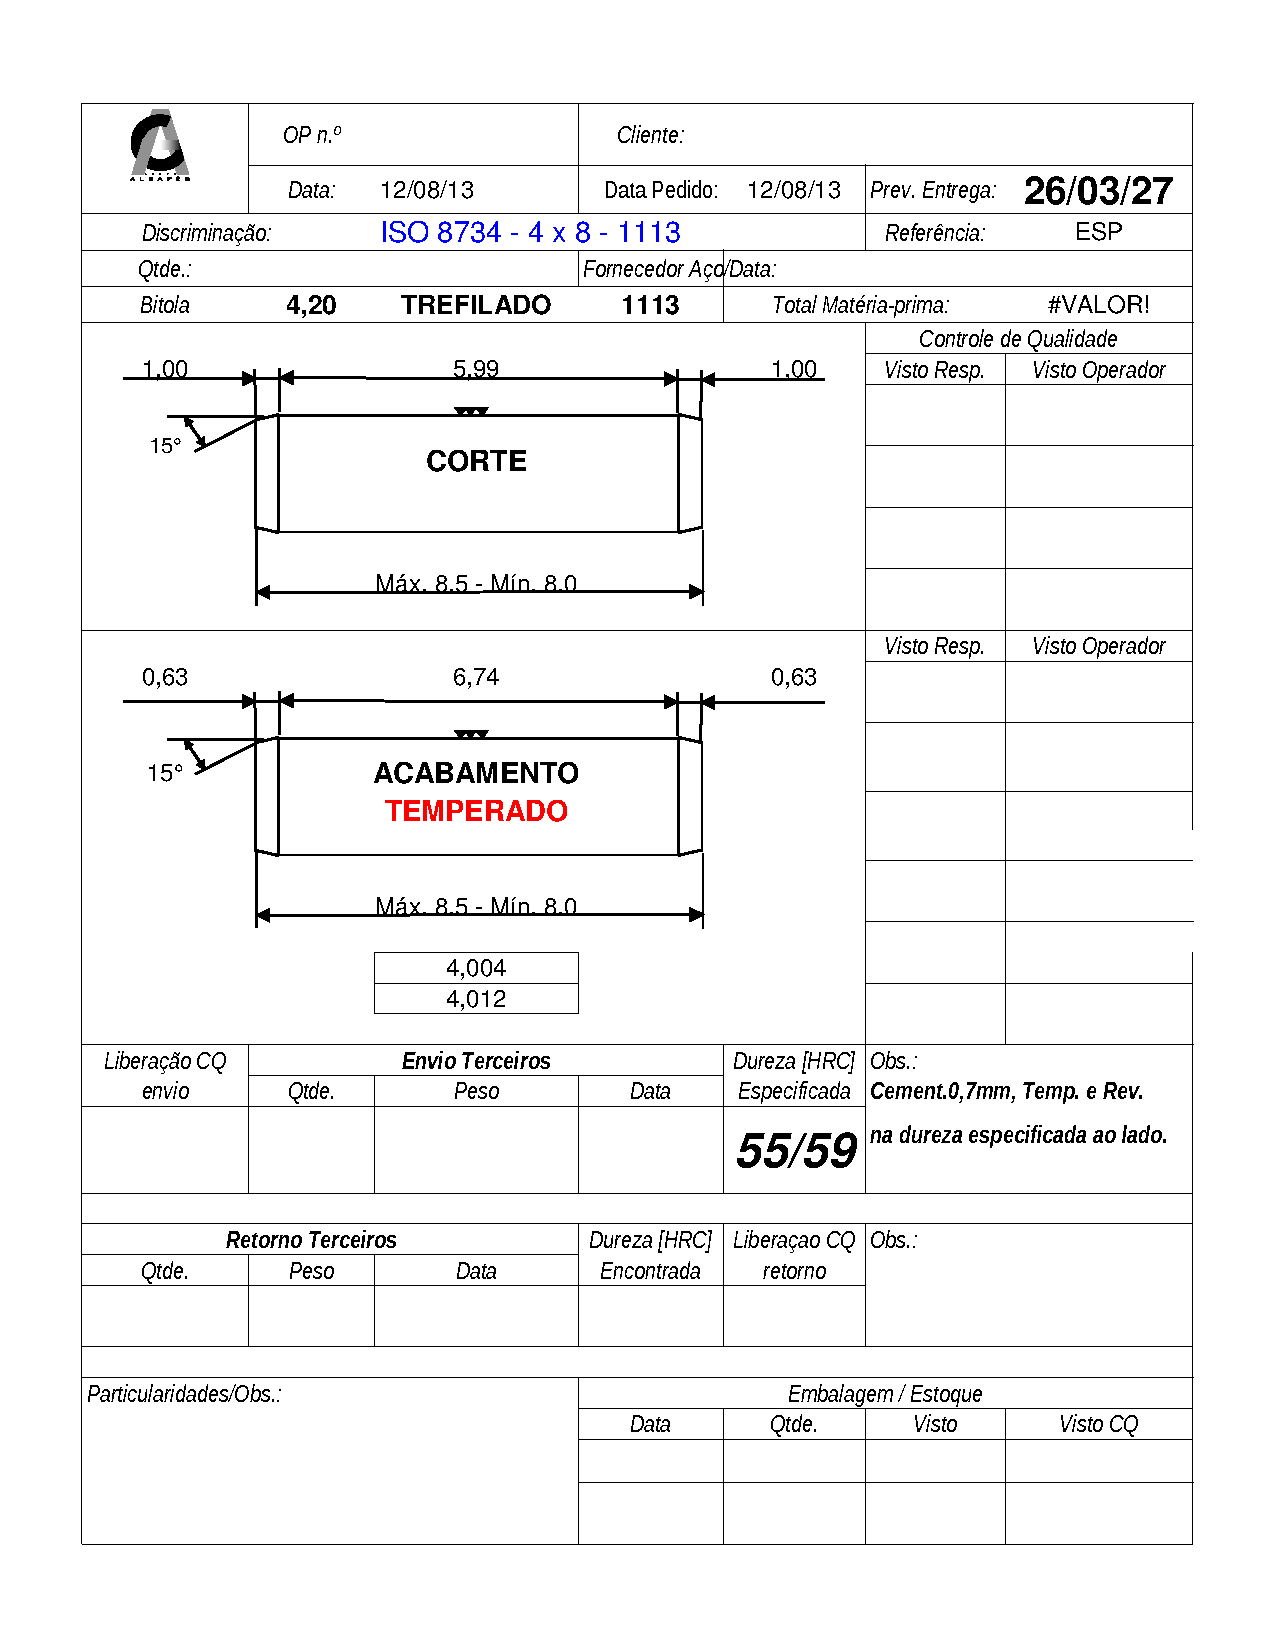 ALBAPÊS
OP n.º Cliente:
Data: 12/08/13 Data Pedido: 12/08/13 Prev. Entrega: 26/03/27
Discriminação: ISO 8734 - 4 x 8 - 1113 Referência: ESP
Qtde.: Fornecedor Aço/Data:
Bitola 4,20 TREFILADO 1113 Total Matéria-prima: #VALOR!
Controle de Qualidade
1,00 5,99 1,00 Visto Resp. Visto Operador
15°
CORTE
Máx. 8,5 - Mín. 8,0
Visto Resp. Visto Operador
0,63 6,74 0,63
15° ACABAMENTO
TEMPERADO
Máx. 8,5 - Mín. 8,0
4,004
4,012
Liberação CQ Envio Terceiros Dureza [HRC] Obs.:
envio Qtde. Peso Data Especificada Cement.0,7mm, Temp. e Rev.
55/59 na dureza especificada ao lado.
Retorno Terceiros Dureza [HRC] Liberaçao CQ Obs.:
Qtde. Peso Data Encontrada retorno
Particularidades/Obs.: Embalagem / Estoque
Data Qtde. Visto Visto CQ